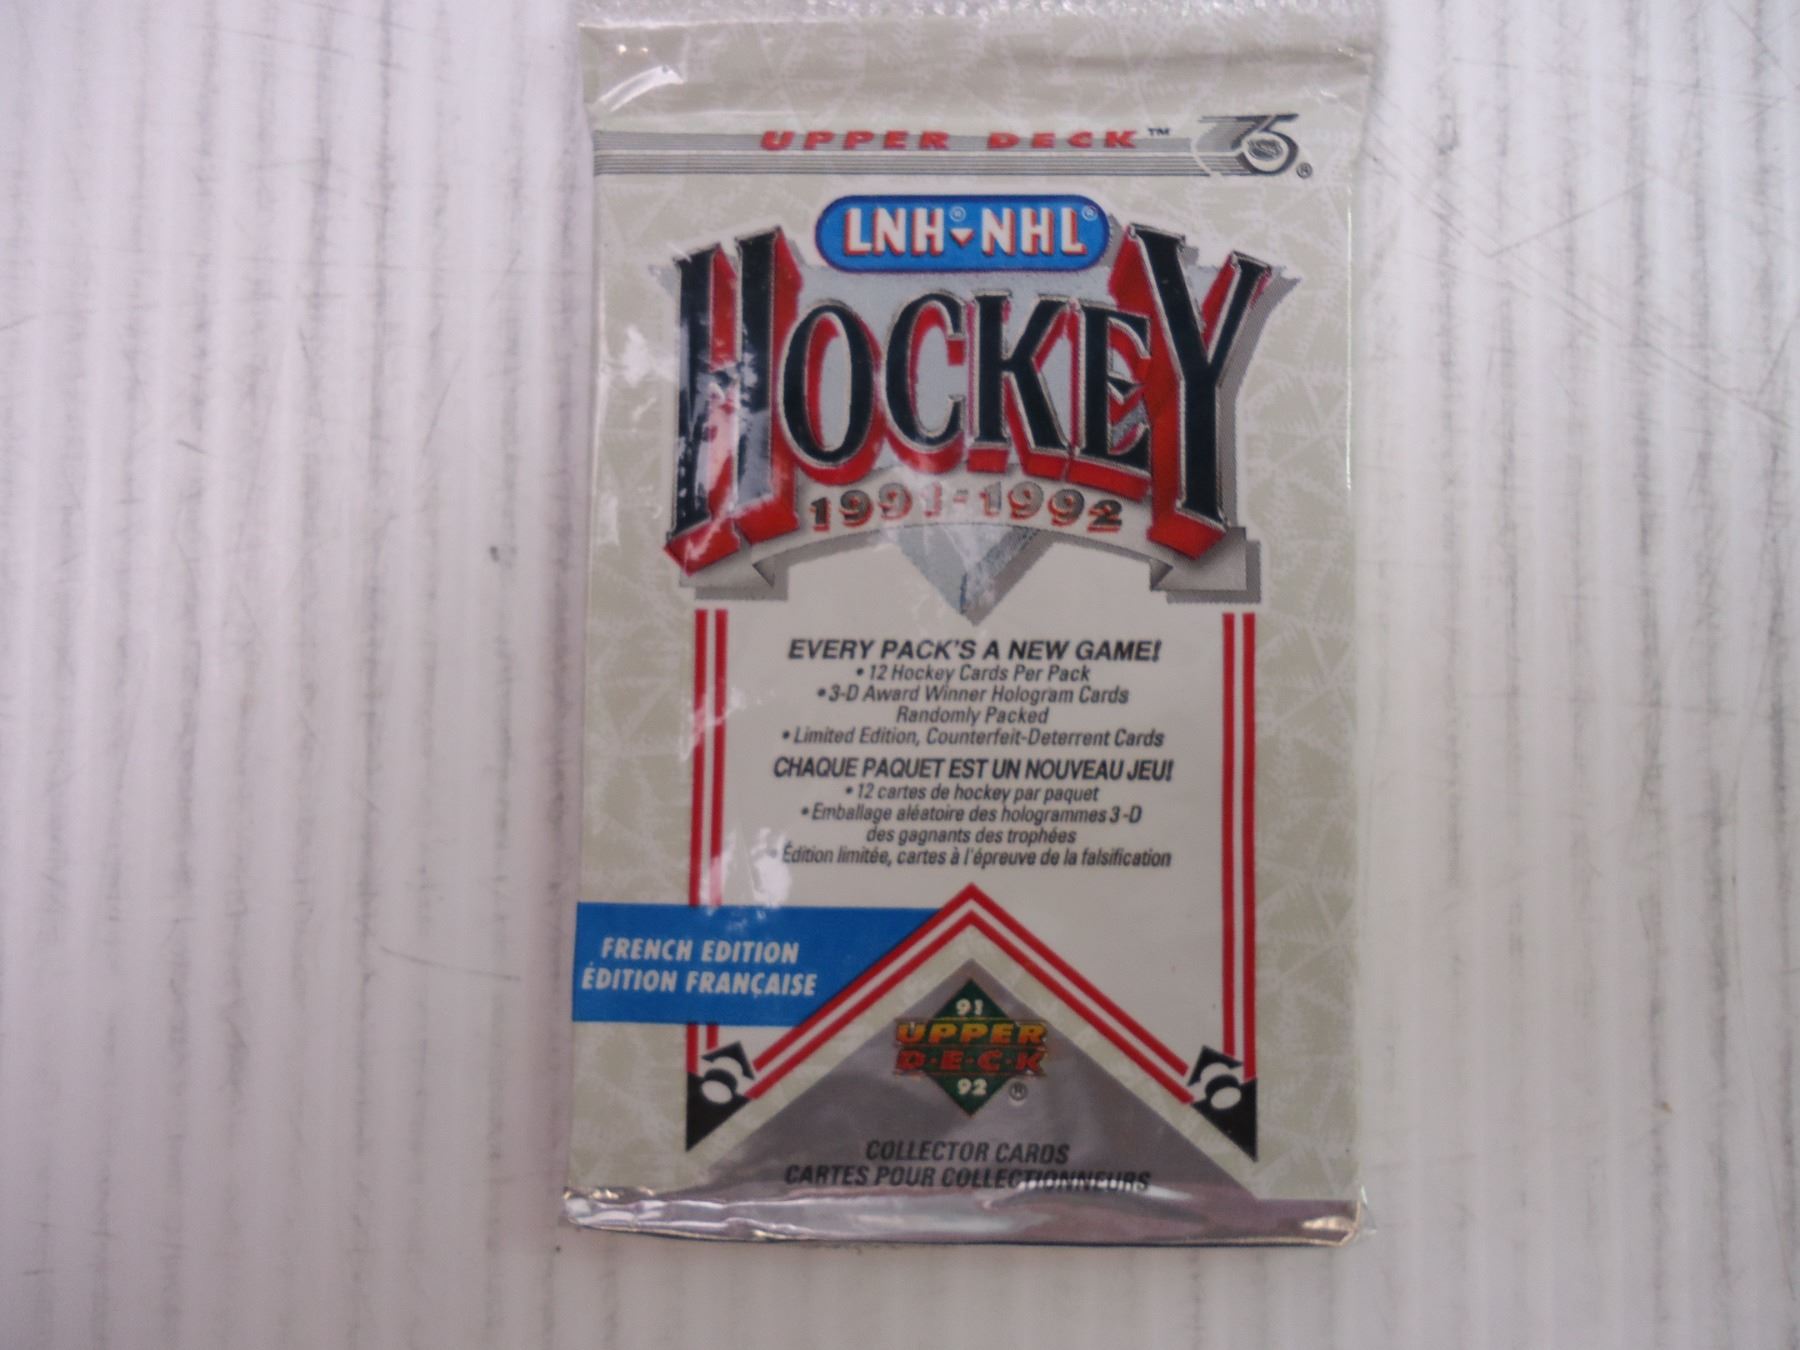 UPPER DECK™
75®
LNH® NHL®
HOCKEY
1991-1992
EVERY PACK'S A NEW GAME!
• 12 Hockey Cards Per Pack
• 3-D Award Winner Hologram Cards
Randomly Packed
• Limited Edition, Counterfeit-Deterrent Cards
CHAQUE PAQUET EST UN NOUVEAU JEU!
• 12 cartes de hockey par paquet
• Emballage aléatoire des hologrammes 3-D
des gagnants des trophées
• Édition limitée, cartes à l'épreuve de la falsification
FRENCH EDITION
ÉDITION FRANÇAISE
91
UPPER
D•E•C•K
92 ®
COLLECTOR CARDS
CARTES POUR COLLECTIONNEURS